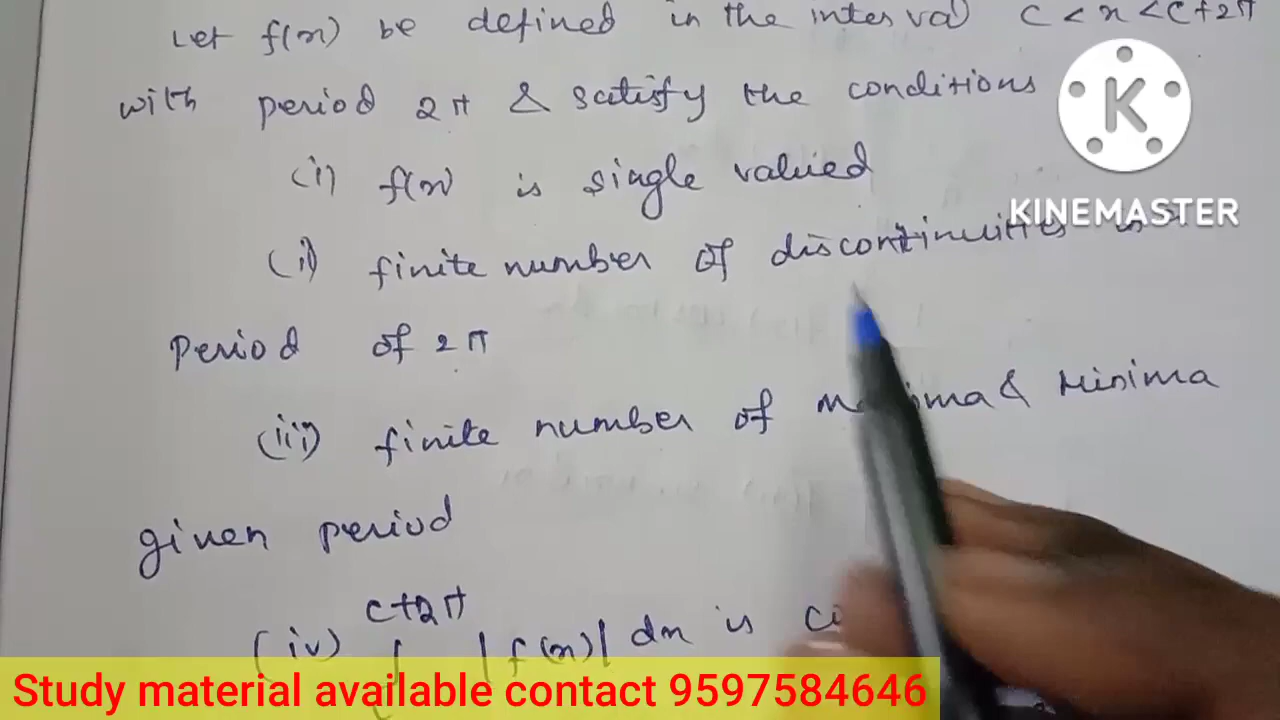 Let f(x) be defined in the interval c < x < c+2π
with period 2π & satisfy the conditions
(i) f(x) is single valued
(ii) finite number of discontinuities in
period of 2π
(iii) finite number of maxima & minima
given period
(iv) ∫ c+2π |f(x)| dx is
K
KINEMASTER
Study material available contact 9597584646